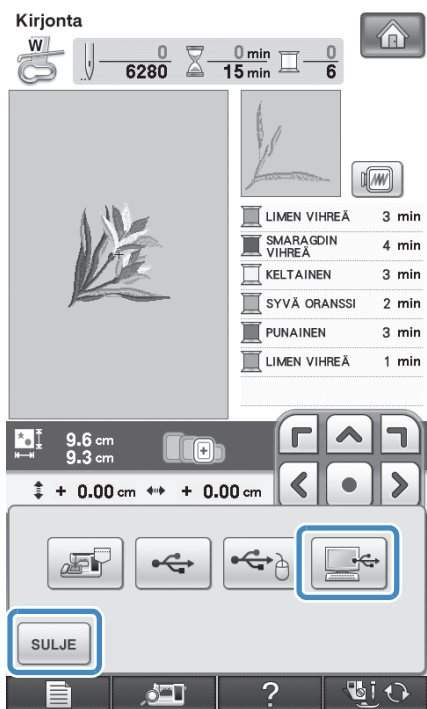 Kirjonta
W
0 0 min 0
6280 15 min 6
LIMEN VIHREÄ 3 min
SMARAGDIN
VIHREÄ 4 min
KELTAINEN 3 min
SYVÄ ORANSSI 2 min
PUNAINEN 3 min
LIMEN VIHREÄ 1 min
9.6 cm
9.3 cm
+ 0.00 cm + 0.00 cm
SULJE
?